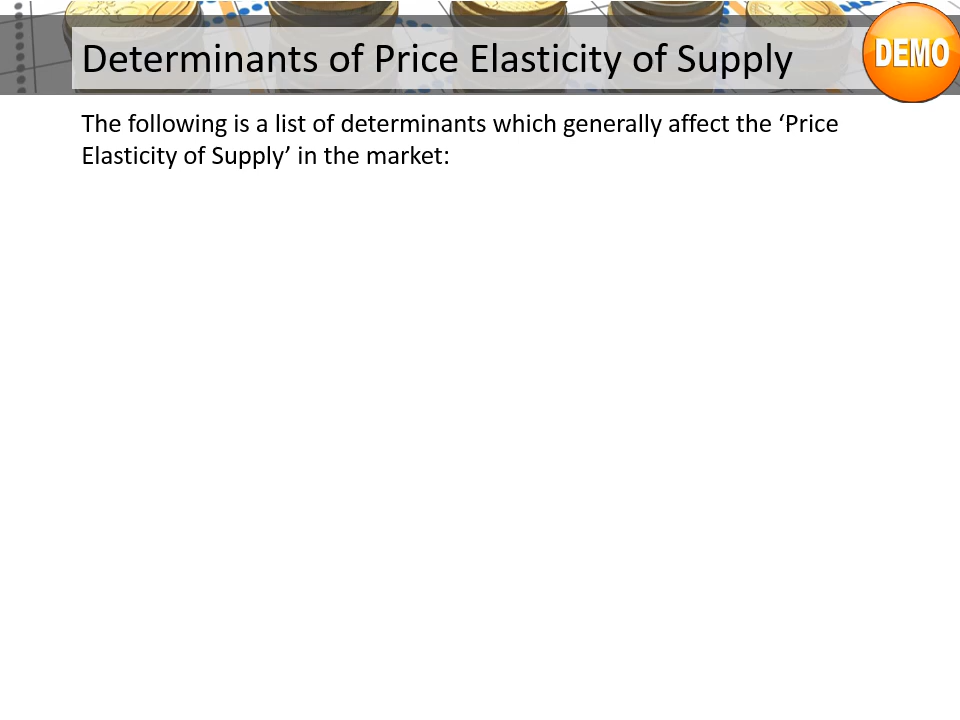 Determinants of Price Elasticity of Supply
DEMO
The following is a list of determinants which generally affect the ‘Price
Elasticity of Supply’ in the market: